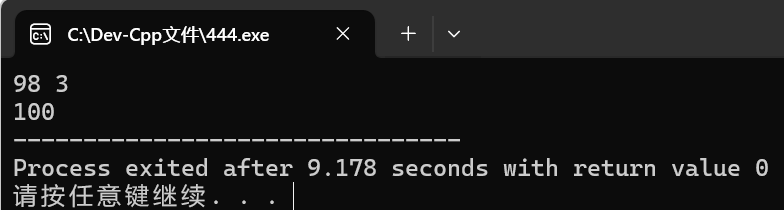 C:\Dev-Cpp文件\444.exe
98 3
100
--------------------------------
Process exited after 9.178 seconds with return value 0
请按任意键继续. . .